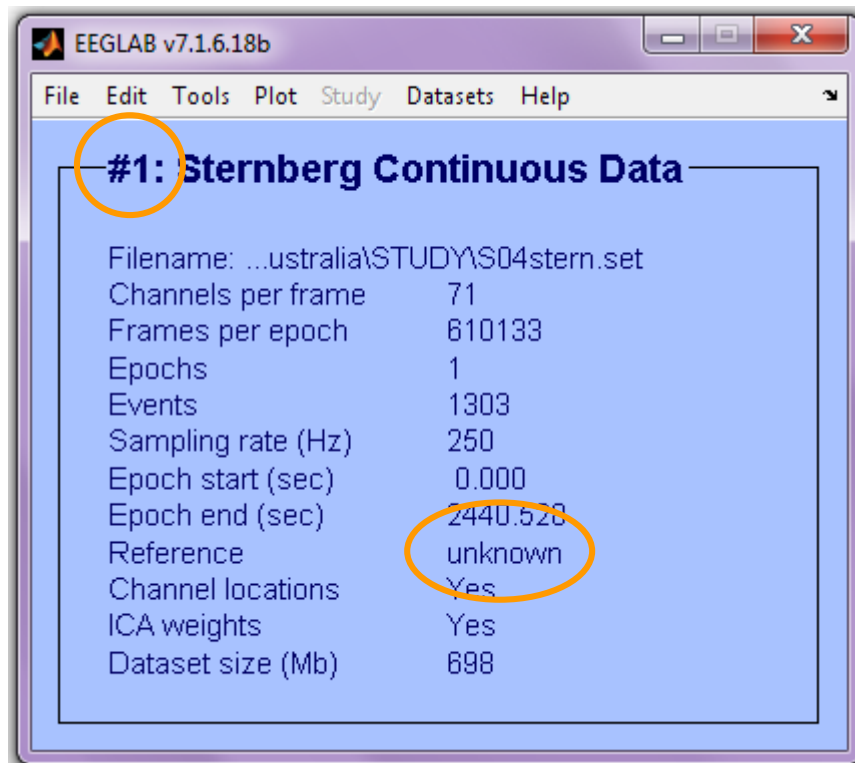 EEGLAB v7.1.6.18b
File Edit Tools Plot Study Datasets Help
#1: Sternberg Continuous Data
Filename: ...ustralia\STUDY\S04stern.set
Channels per frame 71
Frames per epoch 610133
Epochs 1
Events 1303
Sampling rate (Hz) 250
Epoch start (sec) 0.000
Epoch end (sec) 2440.528
Reference unknown
Channel locations Yes
ICA weights Yes
Dataset size (Mb) 698